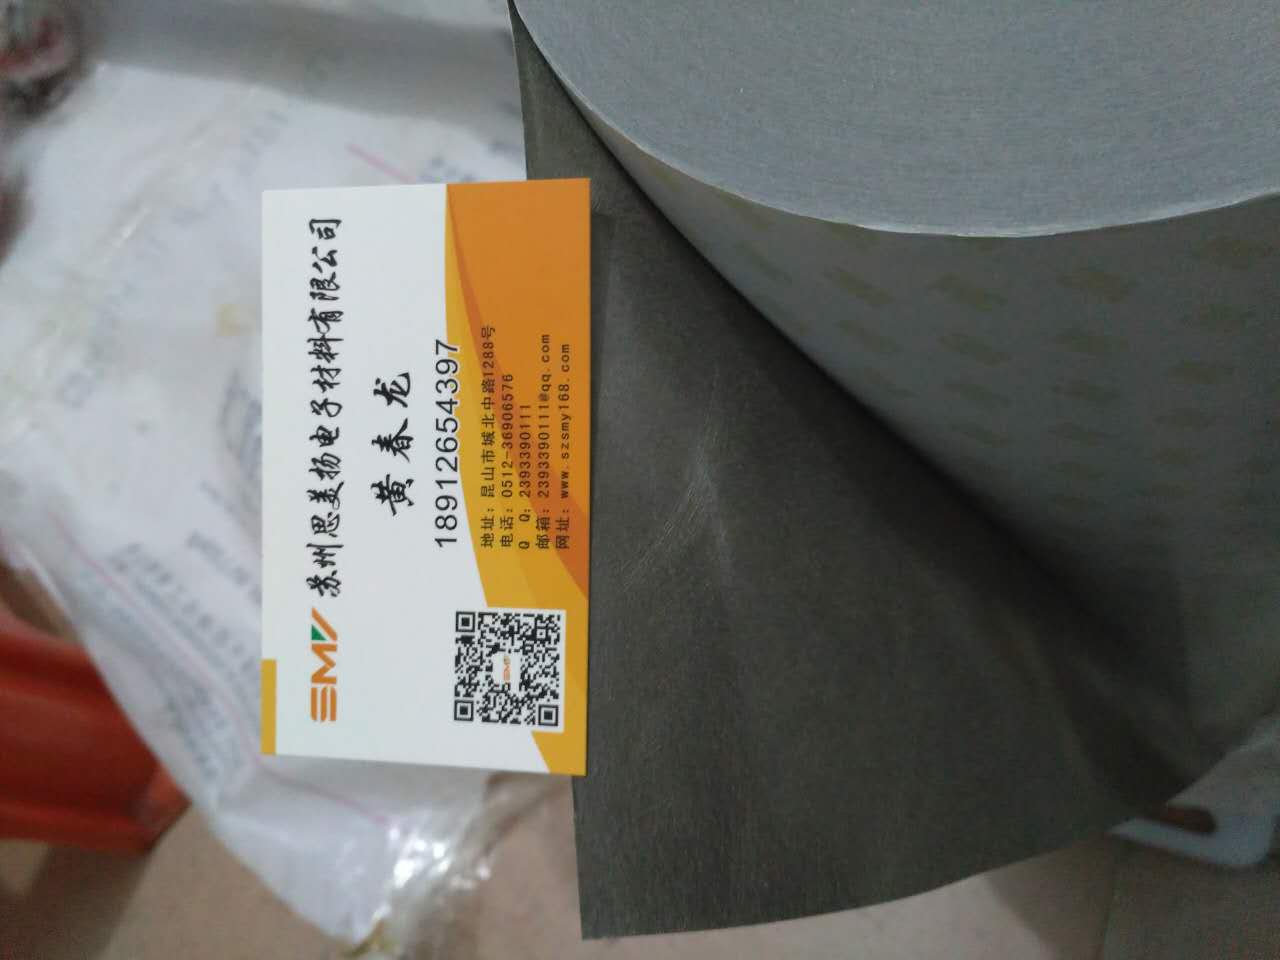 SMY 苏州思美扬电子材料有限公司
黄春龙
18912654397
地址:昆山市城北中路1288号
电话:0512-36906576
Q Q:2393390111
邮箱:2393390111@qq.com
网址:www.szsmy168.com
SMY